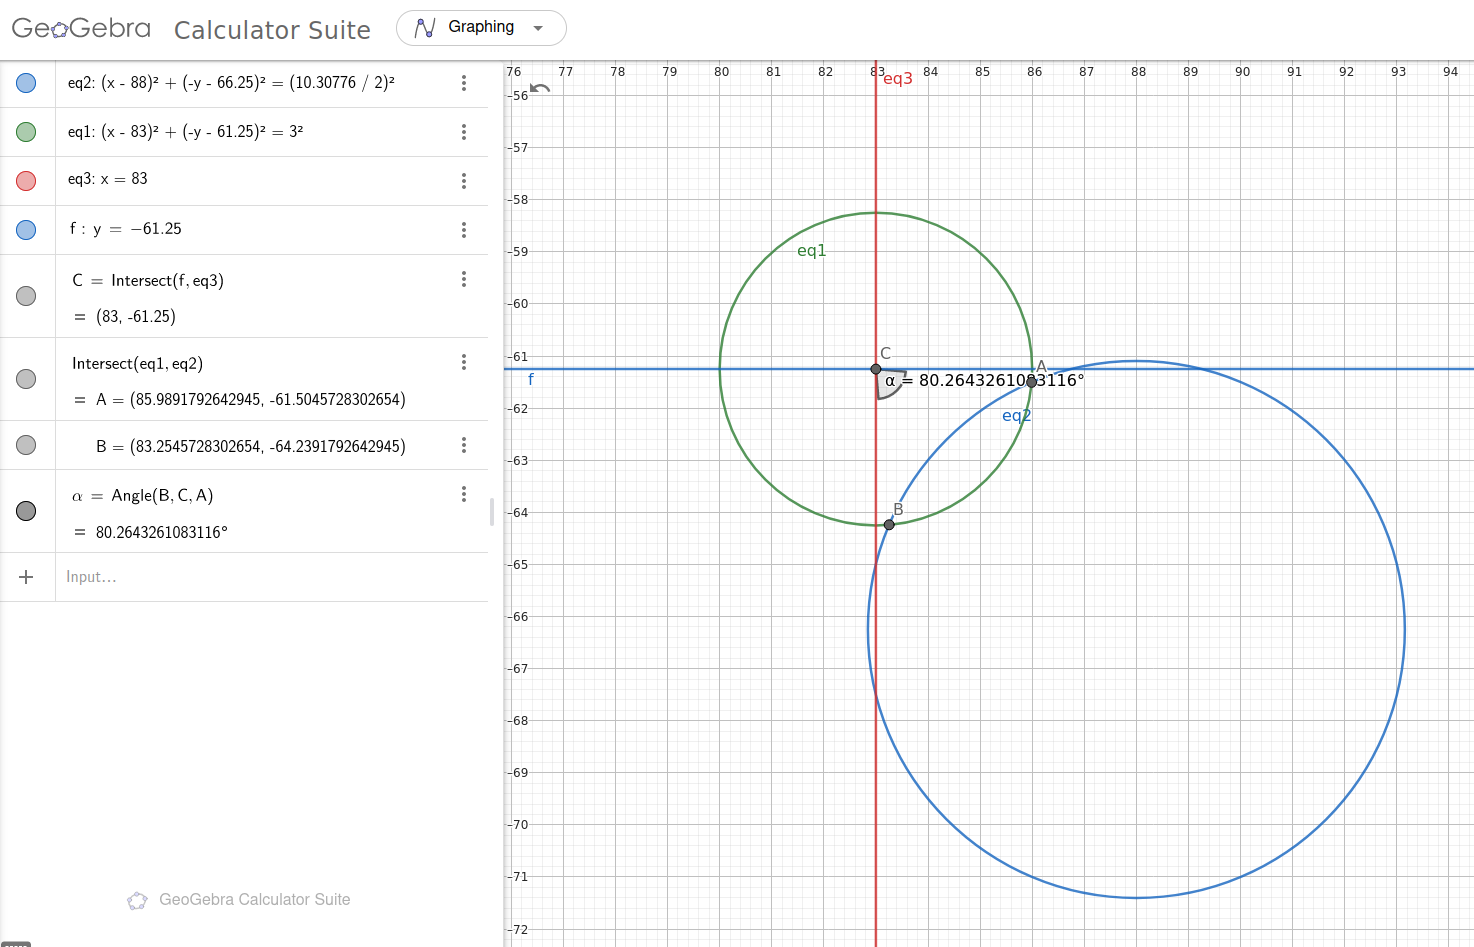 GeoGebra Calculator Suite Graphing
eq2: (x - 88)² + (-y - 66.25)² = (10.30776 / 2)²
eq1: (x - 83)² + (-y - 61.25)² = 3²
eq3: x = 83
f : y = −61.25
C = Intersect(f, eq3)
= (83, -61.25)
Intersect(eq1, eq2)
= A = (85.9891792642945, -61.5045728302654)
B = (83.2545728302654, -64.2391792642945)
α = Angle(B, C, A)
= 80.2643261083116°
+ Input...
GeoGebra Calculator Suite
76 77 78 79 80 81 82 83 84 85 86 87 88 89 90 91 92 93 94
eq3
-56
-57
-58
-59
eq1
-60
-61
C
A
f
α = 80.2643261083116°
-62
eq2
-63
-64
B
-65
-66
-67
-68
-69
-70
-71
-72